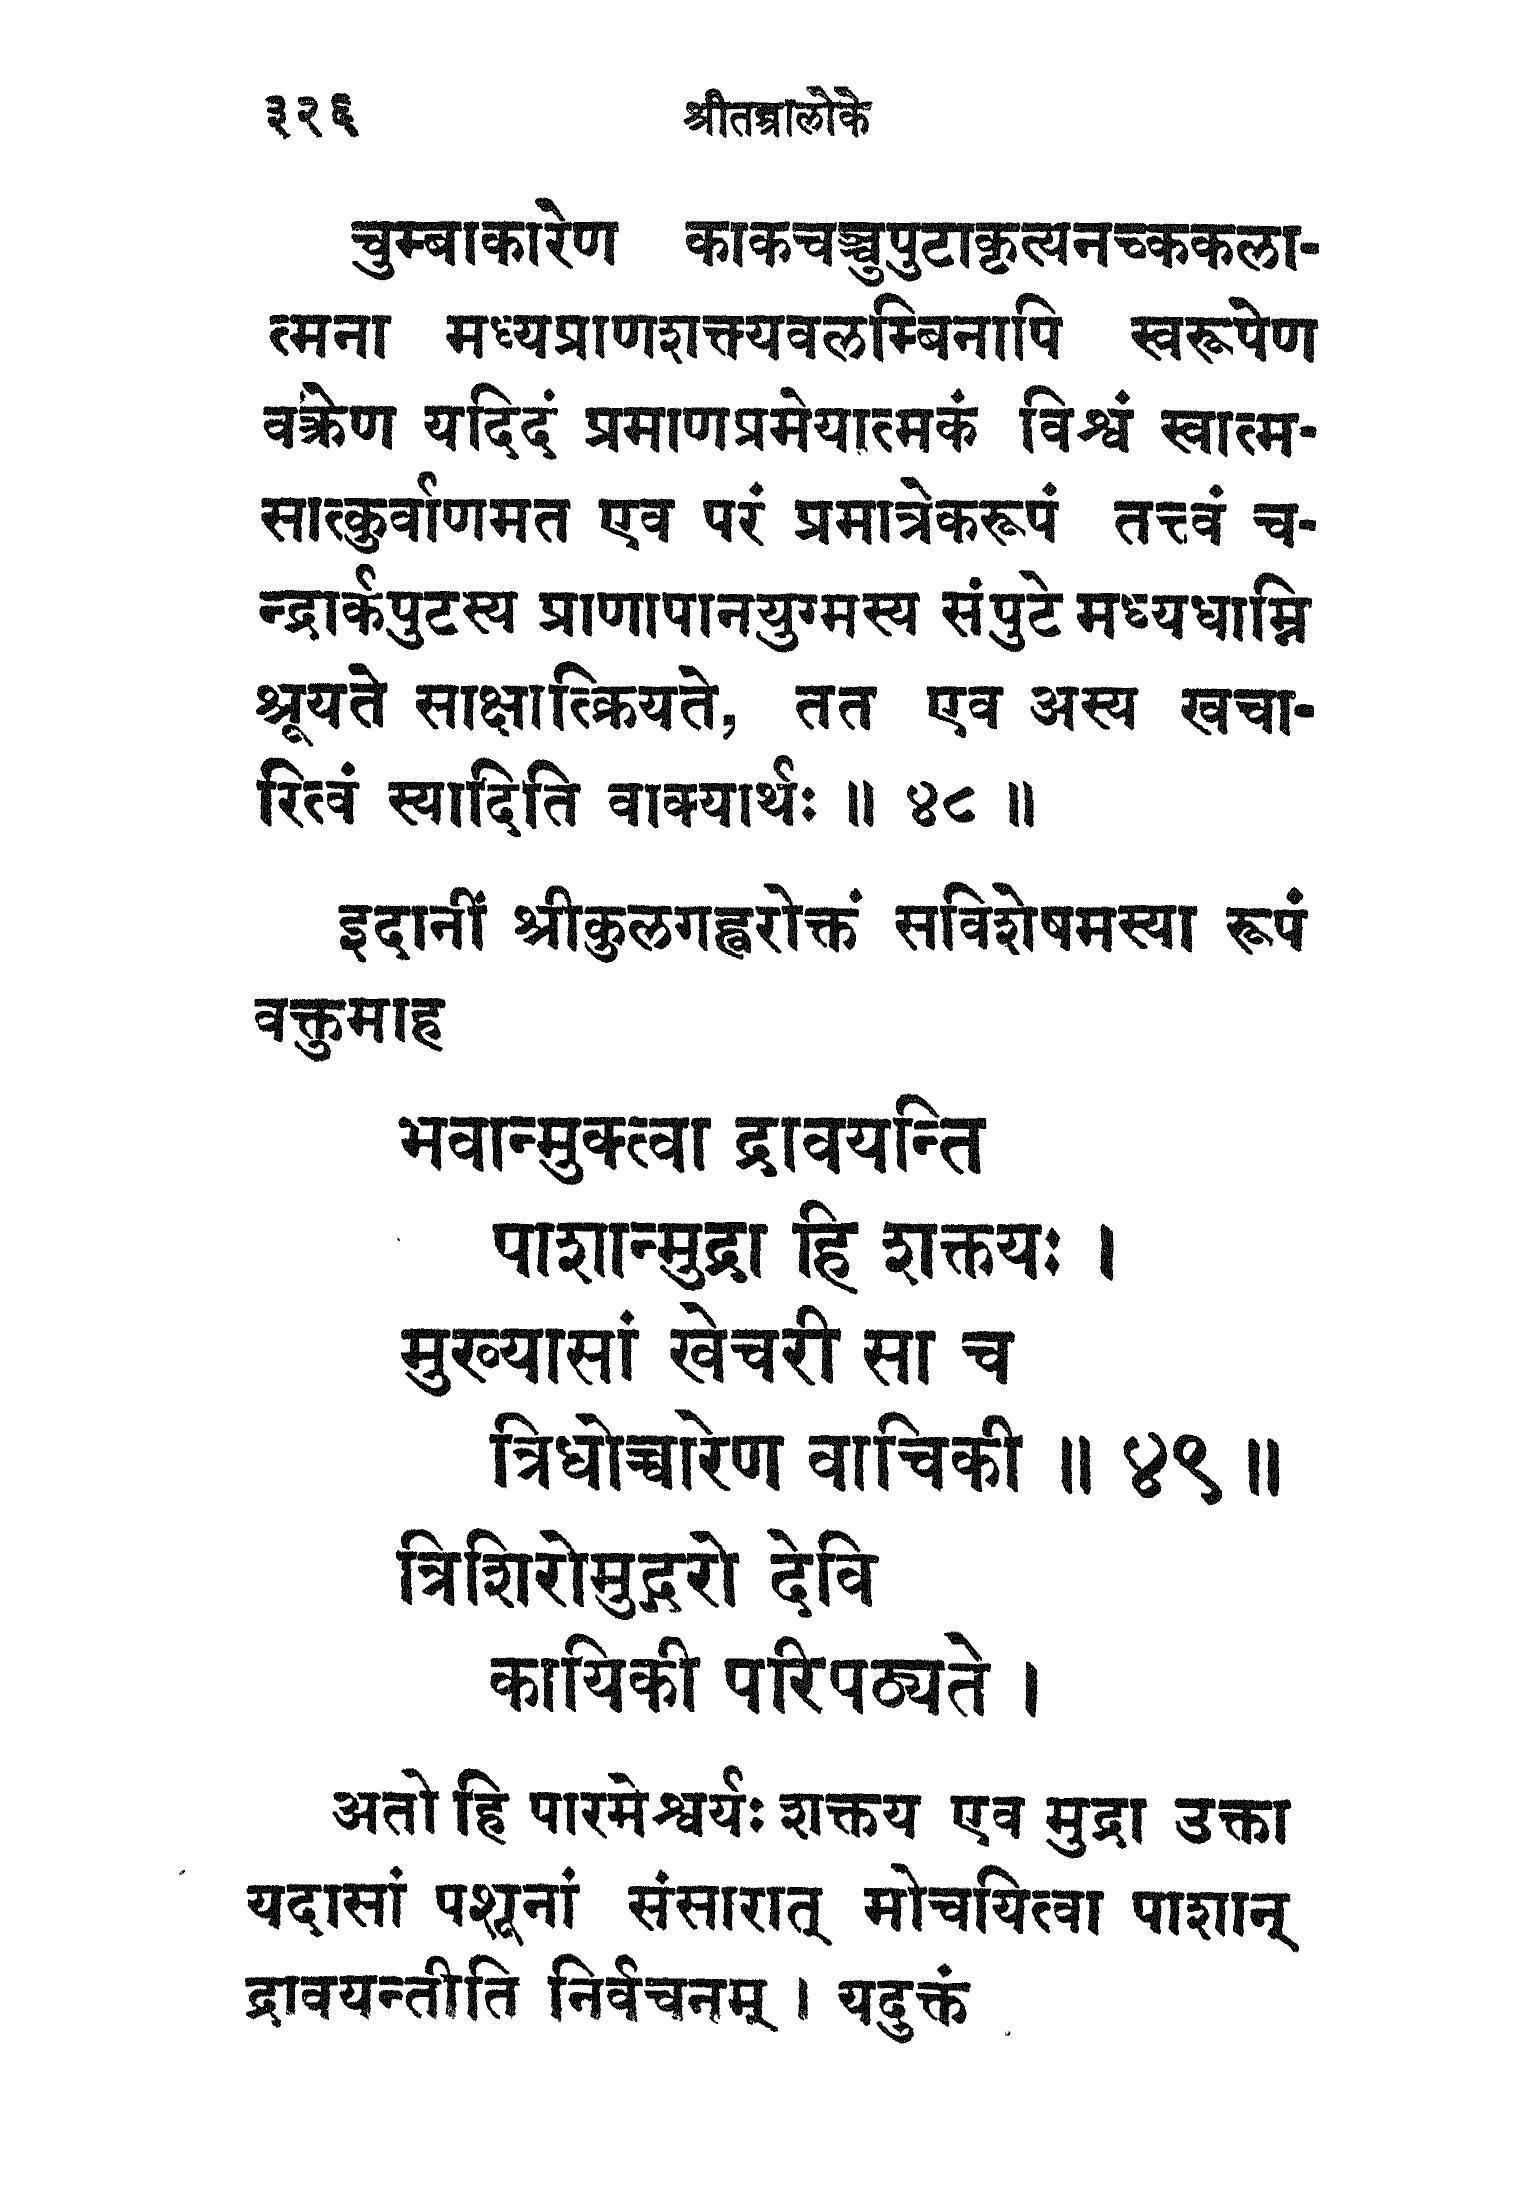 ३२६ श्रीतन्त्रालोके
चुम्बाकारेण काकचञ्चुपुटाकृत्यनच्ककला-
त्मना मध्यप्राणशक्त्यवलम्बिनापि स्वरूपेण
वक्त्रेण यदिदं प्रमाणप्रमेयात्मकं विश्वं स्वात्म-
सात्कुर्वाणमत एव परं प्रमात्रेकरूपं तत्त्वं च-
न्द्रार्कपुटस्य प्राणापानयुग्मस्य संपुटे मध्यधाम्नि
श्रूयते साक्षात्क्रियते, तत एव अस्य खचा-
रित्वं स्यादिति वाक्यार्थः ॥ ४८ ॥
इदानीं श्रीकुलगह्वरोक्तं सविशेषमस्या रूपं
वक्तुमाह
भवान्मुक्त्वा द्रावयन्ति
पाशान्मुद्रा हि शक्तयः ।
मुख्यासां खेचरी सा च
त्रिधोच्चारेण वाचिकी ॥ ४९ ॥
त्रिशिरोमुद्गरो देवि
कायिकी परिपठ्यते ।
अतो हि पारमेश्वर्यः शक्तय एव मुद्रा उक्ता
यदासां पशूनां संसारात् मोचयित्वा पाशान्
द्रावयन्तीति निर्वचनम् । यदुक्तं